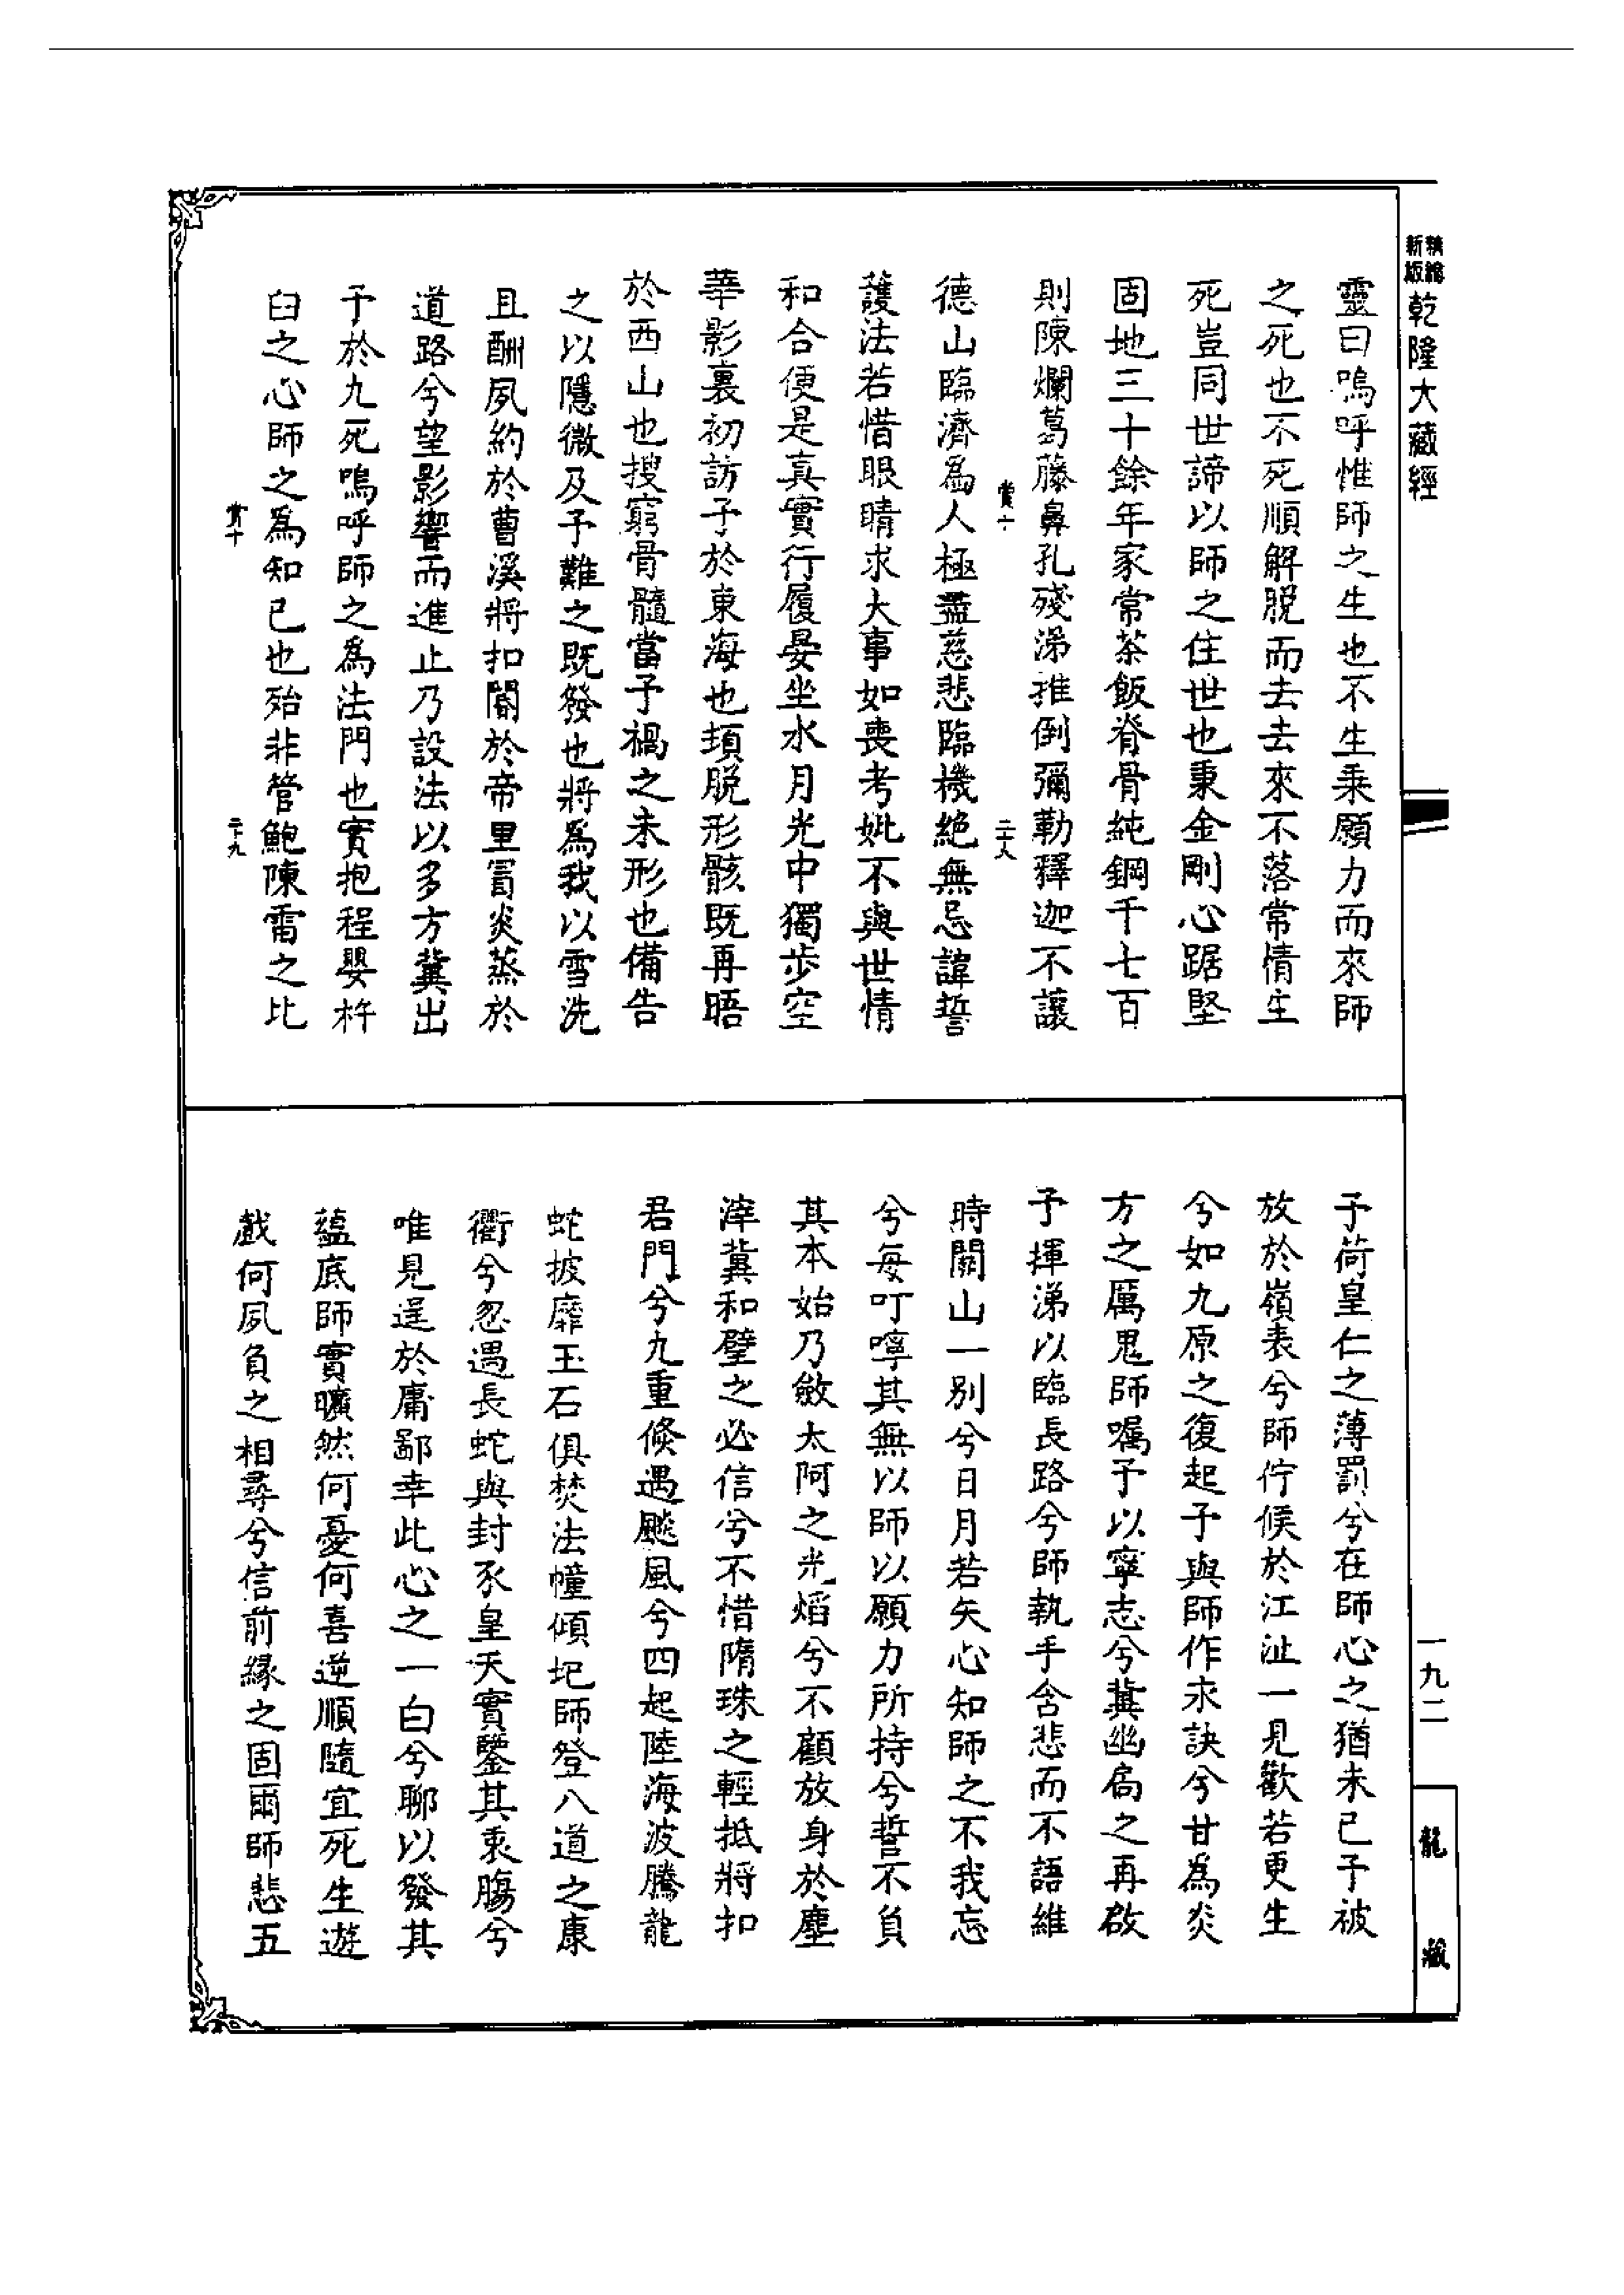 精縮新版
乾隆大藏經
靈曰嗚呼惟師之生也不生乘願力而來師
之死也不死順解脫而去去來不落常情生
死豈同世諦以師之住世也秉金剛心踞堅
固地三十餘年家常茶飯脊骨純鋼千七百
則陳爛葛藤鼻孔殘涕推倒彌勒釋迦不讓
賞十
二十八
德山臨濟為人極盡慈悲臨機絕無忌諱誓
護法若惜眼睛求大事如喪考妣不與世情
和合便是真實行履晏坐水月光中獨步空
華影裏初訪予於東海也頓脫形骸既再晤
於西山也搜窮骨髓當予禍之未形也備告
之以隱微及予難之既發也將為我以雪洗
且酬夙約於曹溪將扣閽於帝里冒炎蒸於
道路兮望影響而進止乃設法以多方冀出
予於九死嗚呼師之為法門也實抱程嬰杵
臼之心師之為知已也殆非管鮑陳雷之比
賞十
二十九
予荷皇仁之薄罰兮在師心之猶未已予被
放於嶺表兮師佇候於江沚一見歡若更生
兮如九原之復起予與師作末訣兮甘為炎
方之厲鬼師囑予以寧志兮冀幽扃之再啟
予揮涕以臨長路兮師執手含悲而不語維
時關山一別兮日月若矢心知師之不我忘
兮每叮嚀其無以師以願力所持兮誓不負
其本始乃斂太阿之光焰兮不顧放身於塵
滓冀和璧之必信兮不惜隋珠之輕抵將扣
君門兮九重倏遇颷風兮四起陸海波騰龍
蛇披靡玉石俱焚法幢傾圮師登八道之康
衢兮忽遇長蛇與封豕皇天實鑒其衷腸兮
唯見逞於庸鄙幸此心之一白兮聊以發其
蘊底師實曠然何憂何喜逆順隨宜死生遊
戲何夙負之相尋兮信前緣之固爾師悲五
一九二
龍藏